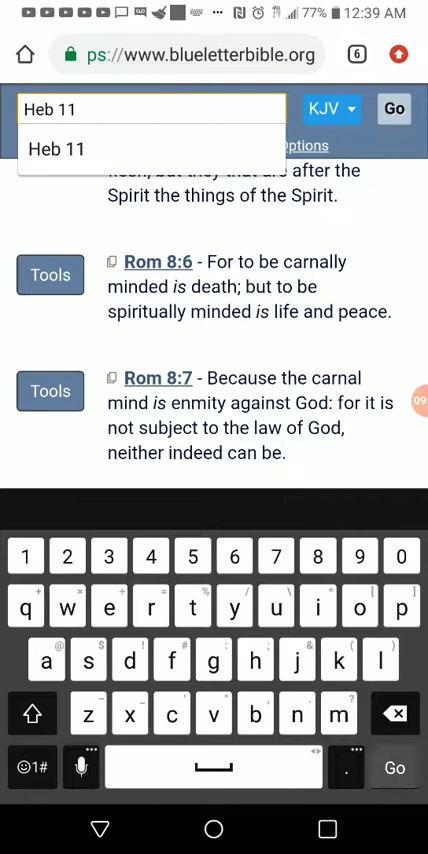 77% 12:39 AM
ps://www.blueletterbible.org 6
Heb 11 KJV Go
Heb 11
Options
after the
Spirit the things of the Spirit.
Tools Rom 8:6 - For to be carnally
minded is death; but to be
spiritually minded is life and peace.
Tools Rom 8:7 - Because the carnal
mind is enmity against God: for it is
not subject to the law of God,
neither indeed can be.
1 2 3 4 5 6 7 8 9 0
q w e r t y u i o p
a s d f g h j k l
z x c v b n m
1# . Go